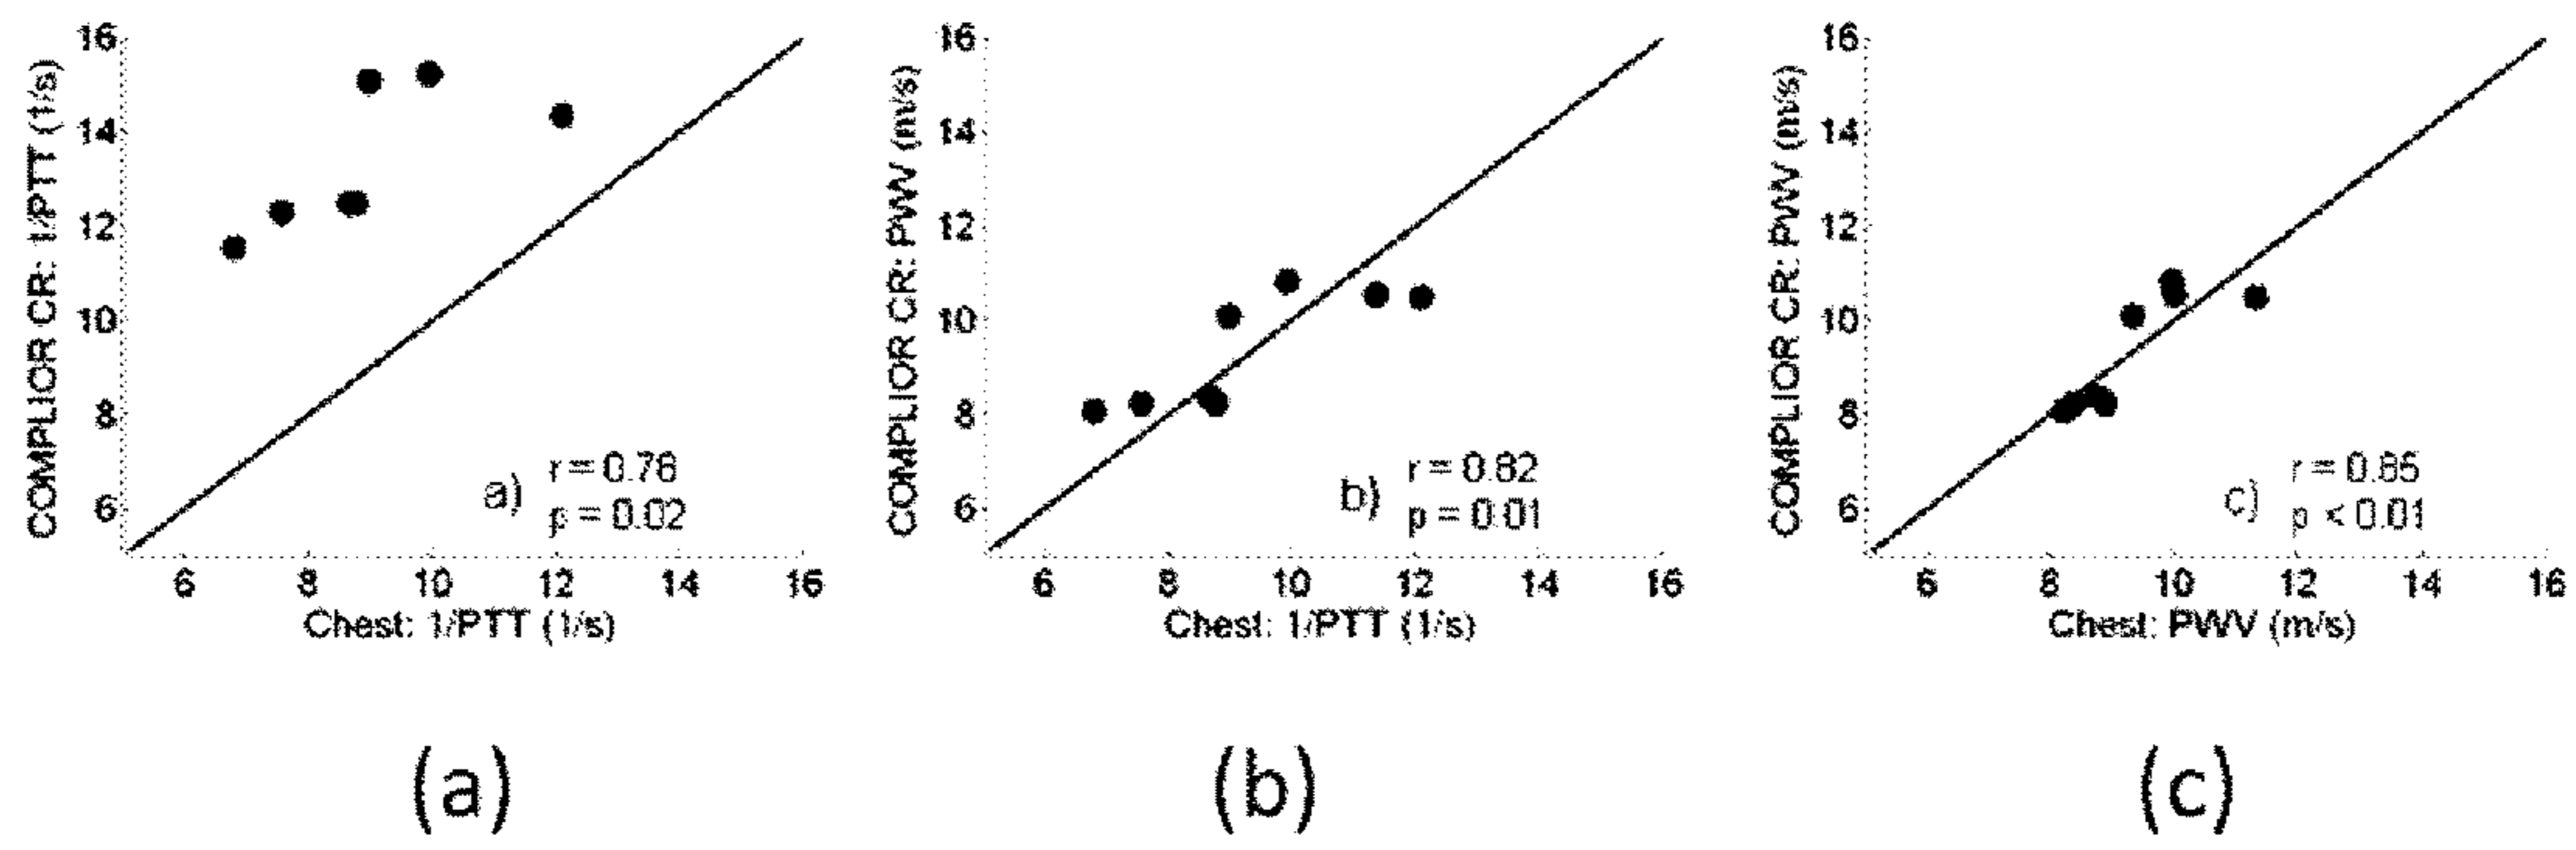 16
14
12
10
8
6
COMPLIOR CR: 1/PTT (1/s)
a)
r = 0.76
p = 0.02
6 8 10 12 14 16
Chest: 1/PTT (1/s)
(a)
16
14
12
10
8
6
COMPLIOR CR: PWV (m/s)
b)
r = 0.82
p = 0.01
6 8 10 12 14 16
Chest: 1/PTT (1/s)
(b)
16
14
12
10
8
6
COMPLIOR CR: PWV (m/s)
c)
r = 0.85
p < 0.01
6 8 10 12 14 16
Chest: PWV (m/s)
(c)